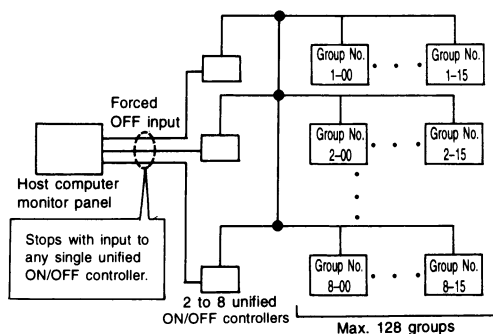 Group No.
1-00
Group No.
1-15
Forced
OFF input
Group No.
2-00
Group No.
2-15
Host computer
monitor panel
Stops with input to
any single unified
ON/OFF controller.
2 to 8 unified
ON/OFF controllers
Group No.
8-00
Group No.
8-15
Max. 128 groups